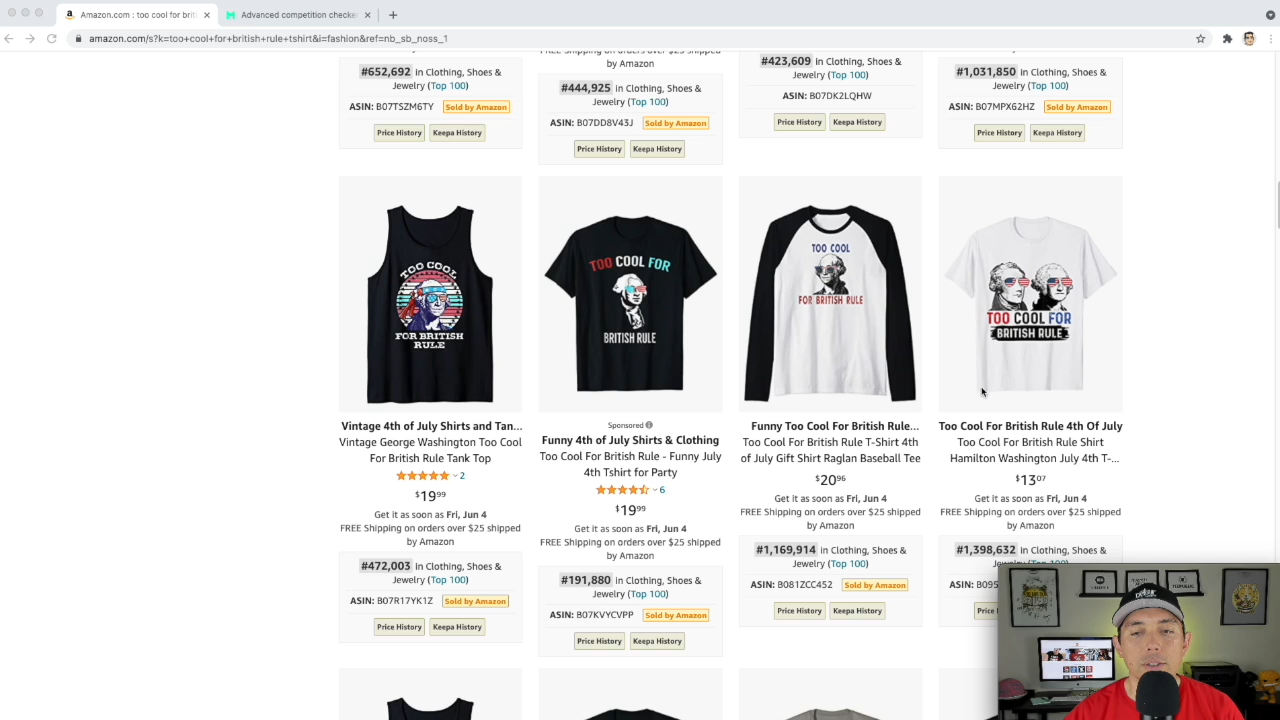 Amazon.com : too cool for brit
Advanced competition checke
amazon.com/s?k=too+cool+for+british+rule+tshirt&i=fashion&ref=nb_sb_noss_1
#652,692 in Clothing, Shoes &
Jewelry (Top 100)
ASIN: B07TSZM6TY Sold by Amazon
Price History Keepa History
FREE Shipping on orders over $25 shipped
by Amazon
#444,925 in Clothing, Shoes &
Jewelry (Top 100)
ASIN: B07DD8V43J Sold by Amazon
Price History Keepa History
#423,609 in Clothing, Shoes &
Jewelry (Top 100)
ASIN: B07DK2LQHW
Price History Keepa History
#1,031,850 in Clothing, Shoes &
Jewelry (Top 100)
ASIN: B07MPX62HZ Sold by Amazon
Price History Keepa History
TOO COOL
FOR BRITISH
RULE
Vintage 4th of July Shirts and Tan...
Vintage George Washington Too Cool
For British Rule Tank Top
2
$19.99
Get it as soon as Fri, Jun 4
FREE Shipping on orders over $25 shipped
by Amazon
#472,003 in Clothing, Shoes &
Jewelry (Top 100)
ASIN: B07R17YK1Z Sold by Amazon
Price History Keepa History
TOO COOL FOR
BRITISH RULE
Sponsored
Funny 4th of July Shirts & Clothing
Too Cool For British Rule - Funny July
4th Tshirt for Party
6
$19.99
Get it as soon as Fri, Jun 4
FREE Shipping on orders over $25 shipped
by Amazon
#191,880 in Clothing, Shoes &
Jewelry (Top 100)
ASIN: B07KVYCVPP Sold by Amazon
Price History Keepa History
TOO COOL
FOR BRITISH RULE
Funny Too Cool For British Rule...
Too Cool For British Rule T-Shirt 4th
of July Gift Shirt Raglan Baseball Tee
$20.96
Get it as soon as Fri, Jun 4
FREE Shipping on orders over $25 shipped
by Amazon
#1,169,914 in Clothing, Shoes &
Jewelry (Top 100)
ASIN: B081ZCC452 Sold by Amazon
Price History Keepa History
TOO COOL FOR
BRITISH RULE
Too Cool For British Rule 4th Of July
Too Cool For British Rule Shirt
Hamilton Washington July 4th T-...
$13.07
Get it as soon as Fri, Jun 4
FREE Shipping on orders over $25 shipped
by Amazon
#1,398,632 in Clothing, Shoes &